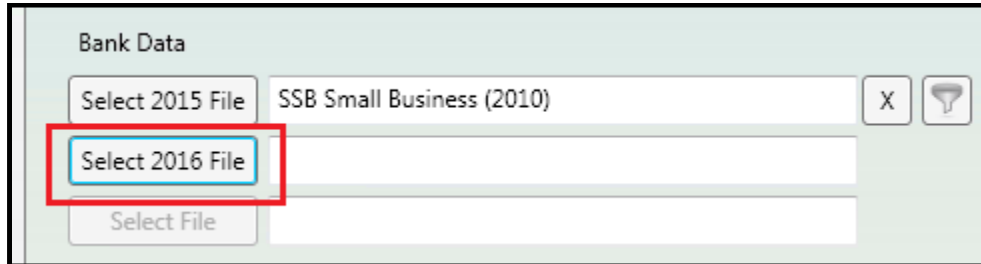 Bank Data
Select 2015 File SSB Small Business (2010) X
Select 2016 File
Select File